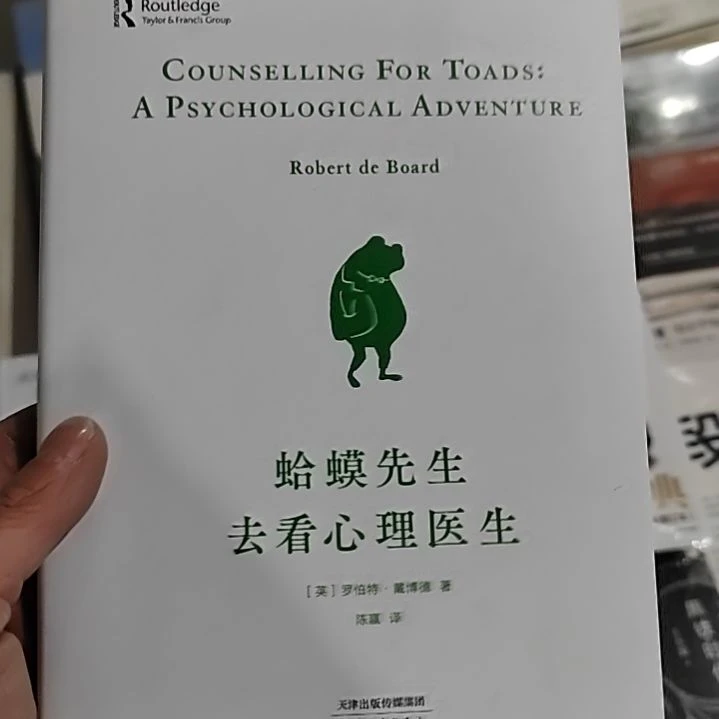 Routledge
Taylor & Francis Group
COUNSELLING FOR TOADS:
A PSYCHOLOGICAL ADVENTURE
Robert de Board
蛤蟆先生
去看心理医生
[英]罗伯特·戴博德 著
陈赢 译
天津出版传媒集团